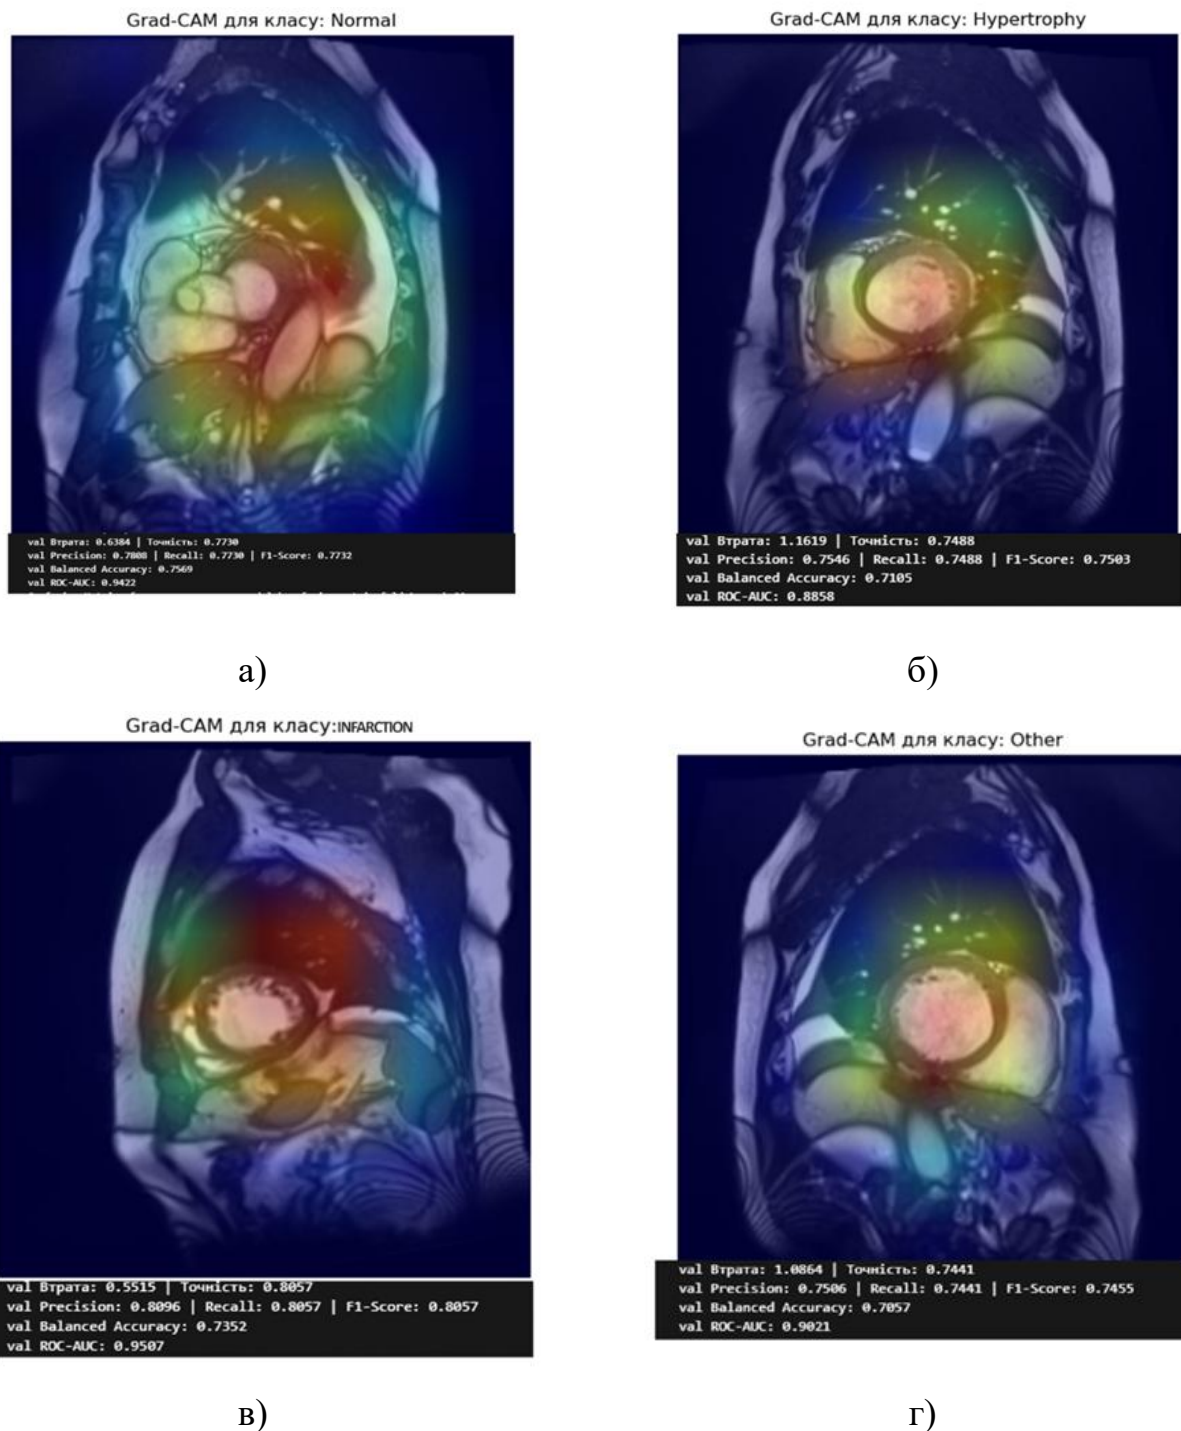 Grad-CAM для класу: Normal
val Втрата: 0.6384 | Точність: 0.7730
val Precision: 0.7808 | Recall: 0.7730 | F1-Score: 0.7732
val Balanced Accuracy: 0.7569
val ROC-AUC: 0.9422
а)
Grad-CAM для класу: Hypertrophy
val Втрата: 1.1619 | Точність: 0.7488
val Precision: 0.7546 | Recall: 0.7488 | F1-Score: 0.7503
val Balanced Accuracy: 0.7105
val ROC-AUC: 0.8858
б)
Grad-CAM для класу:INFARCTION
val Втрата: 0.5515 | Точність: 0.8057
val Precision: 0.8096 | Recall: 0.8057 | F1-Score: 0.8057
val Balanced Accuracy: 0.7352
val ROC-AUC: 0.9507
в)
Grad-CAM для класу: Other
val Втрата: 1.0864 | Точність: 0.7441
val Precision: 0.7506 | Recall: 0.7441 | F1-Score: 0.7455
val Balanced Accuracy: 0.7057
val ROC-AUC: 0.9021
г)